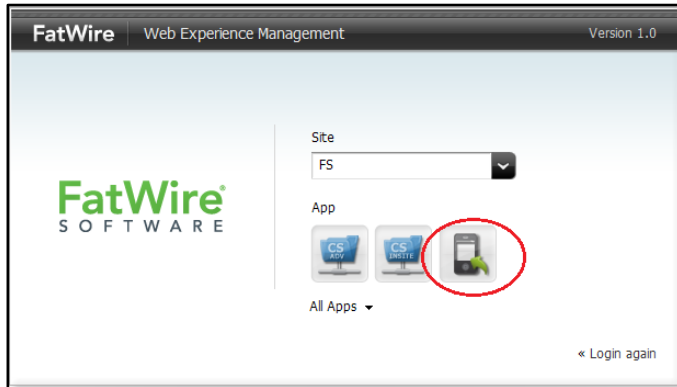 FatWire Web Experience Management Version 1.0
Site
FS
FatWire
SOFTWARE
App
CS
ADV
CS
INSITE
All Apps
« Login again